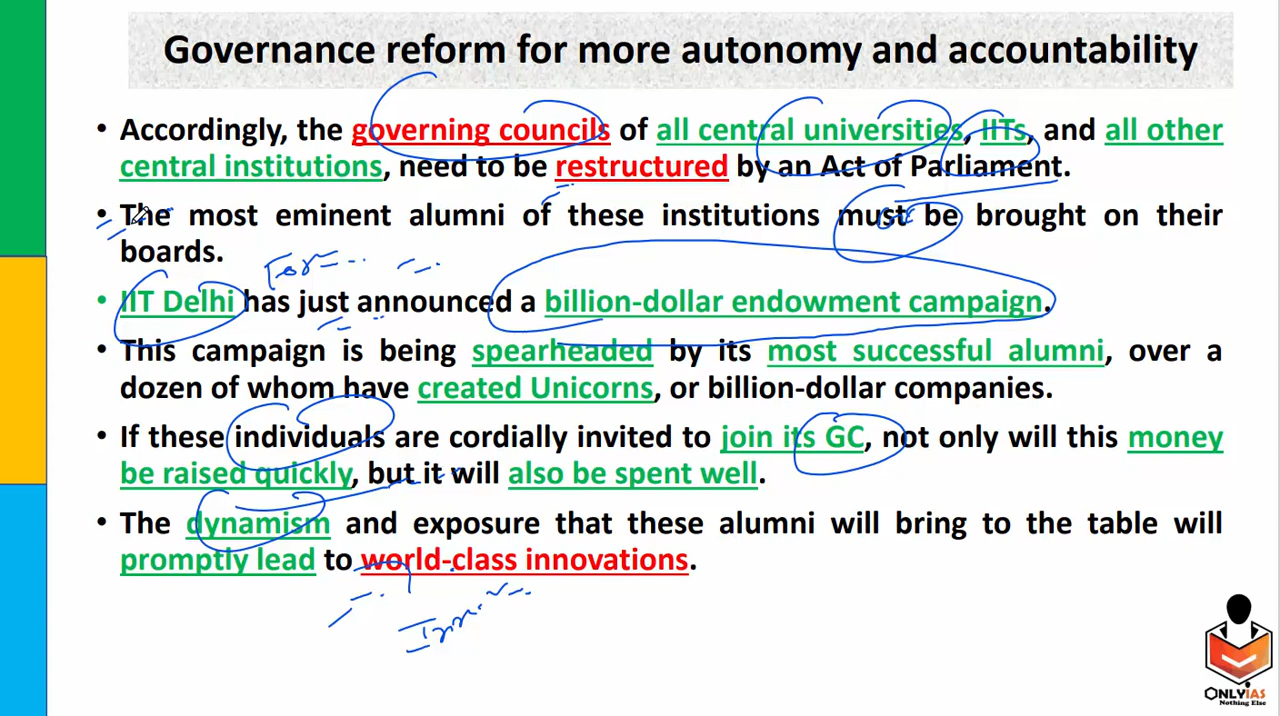 Governance reform for more autonomy and accountability
• Accordingly, the governing councils of all central universities, IITs, and all other
central institutions, need to be restructured by an Act of Parliament.
• The most eminent alumni of these institutions must be brought on their
boards.
• IIT Delhi has just announced a billion-dollar endowment campaign.
• This campaign is being spearheaded by its most successful alumni, over a
dozen of whom have created Unicorns, or billion-dollar companies.
• If these individuals are cordially invited to join its GC, not only will this money
be raised quickly, but it will also be spent well.
• The dynamism and exposure that these alumni will bring to the table will
promptly lead to world-class innovations.
ONLYIAS
Nothing Else